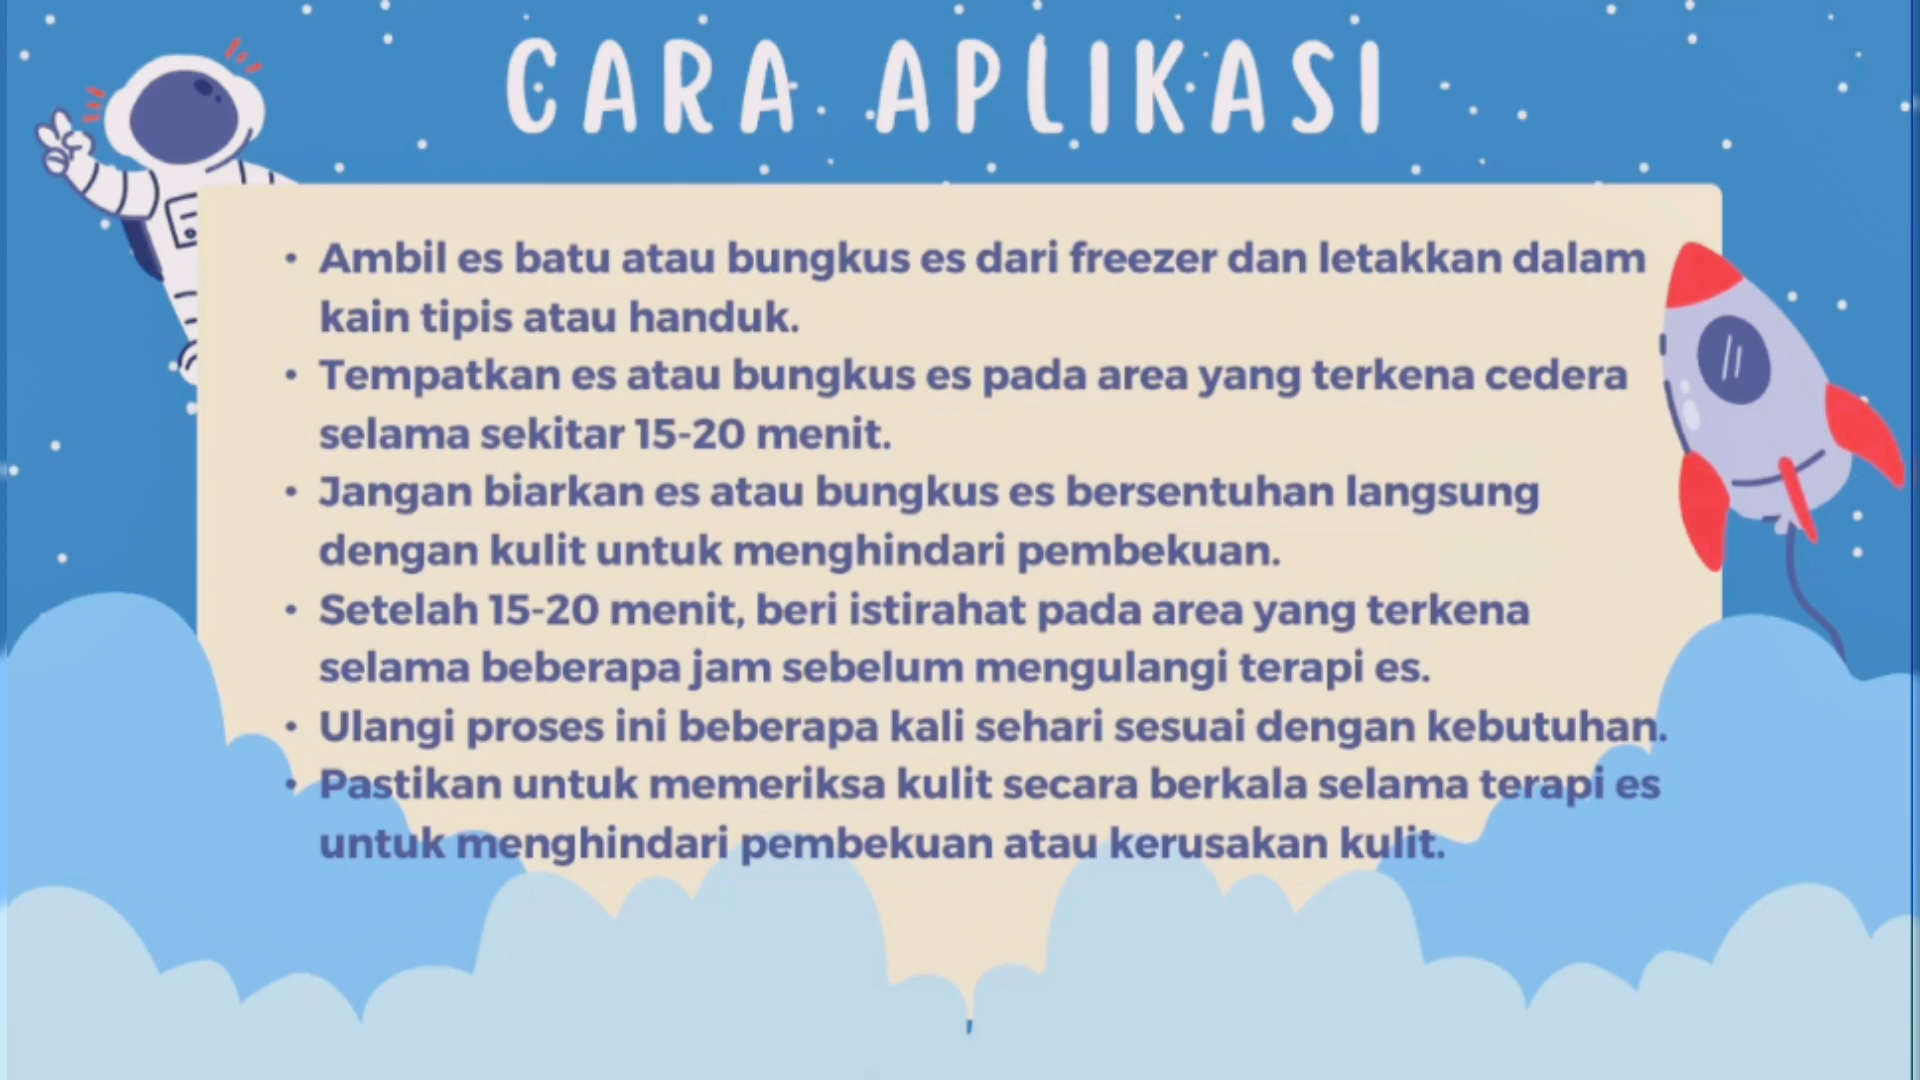 CARA APLIKASI
• Ambil es batu atau bungkus es dari freezer dan letakkan dalam
kain tipis atau handuk.
• Tempatkan es atau bungkus es pada area yang terkena cedera
selama sekitar 15-20 menit.
• Jangan biarkan es atau bungkus es bersentuhan langsung
dengan kulit untuk menghindari pembekuan.
• Setelah 15-20 menit, beri istirahat pada area yang terkena
selama beberapa jam sebelum mengulangi terapi es.
• Ulangi proses ini beberapa kali sehari sesuai dengan kebutuhan.
• Pastikan untuk memeriksa kulit secara berkala selama terapi es
untuk menghindari pembekuan atau kerusakan kulit.